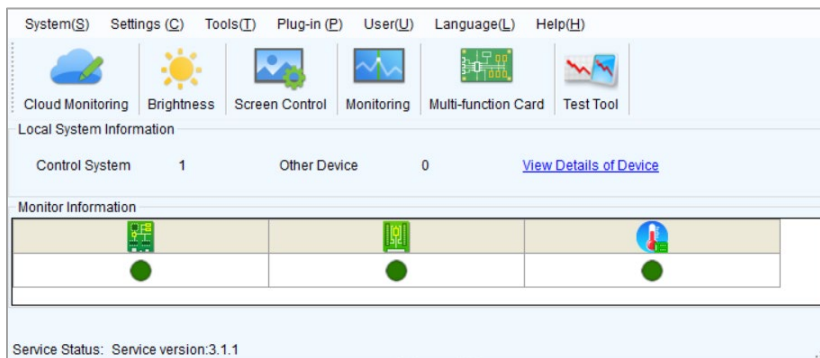 System(S) Settings (C) Tools(T) Plug-in (P) User(U) Language(L) Help(H)
Cloud Monitoring Brightness Screen Control Monitoring Multi-function Card Test Tool
Local System Information
Control System 1 Other Device 0 View Details of Device
Monitor Information
Service Status: Service version:3.1.1